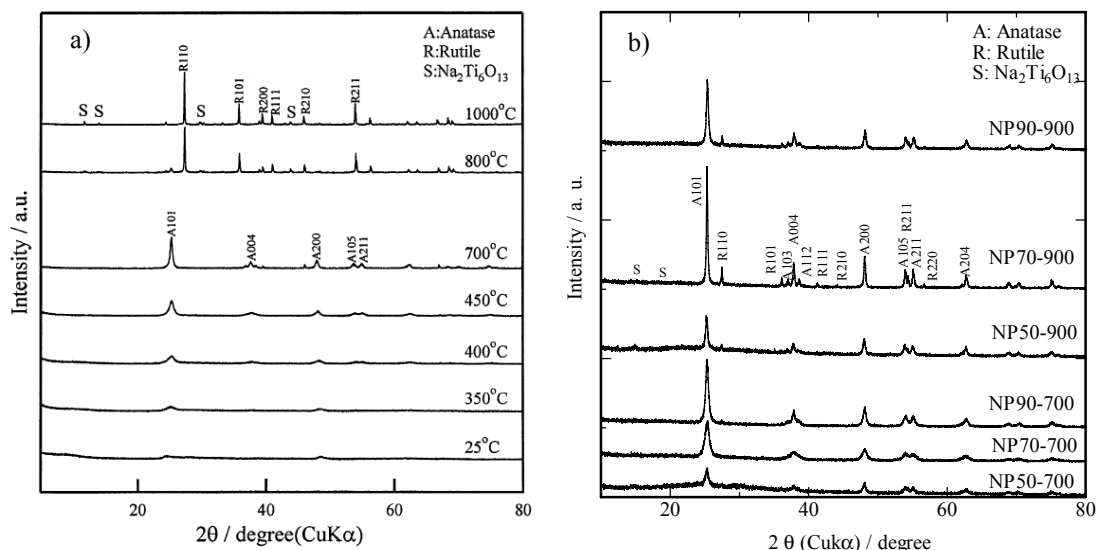 a)
A:Anatase
R:Rutile
S:Na₂Ti₆O₁₃
R110
S S S R101 R200 R111 S R210 R211
1000°C
800°C
A101 A004 A200 A105 A211
700°C
450°C
400°C
350°C
25°C
Intensity / a.u.
20 40 60 80
2θ / degree(CuKα)
b)
A: Anatase
R: Rutile
S: Na₂Ti₆O₁₃
NP90-900
S S A101 R110 R101 A103 A004 A112 R111 R210 A200 A105 R211 A211 R220 A204
NP70-900
NP50-900
NP90-700
NP70-700
NP50-700
Intensity / a. u.
20 40 60 80
2 θ (Cukα) / degree